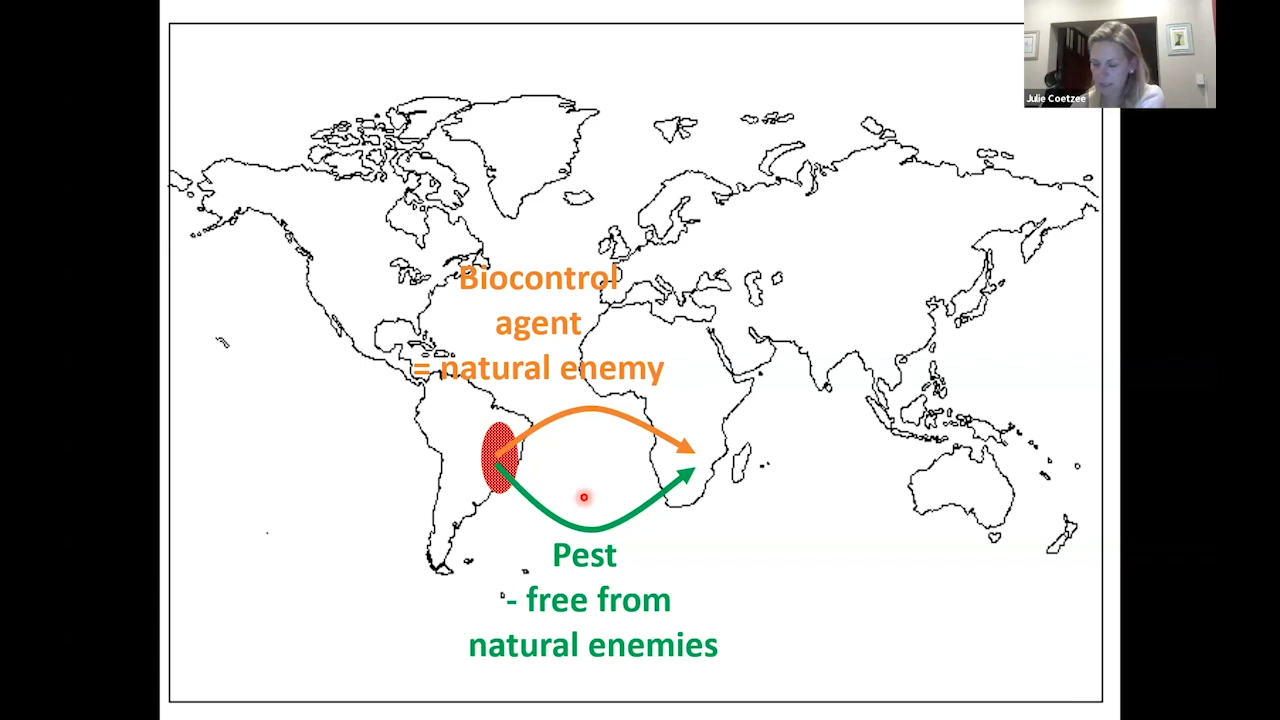 Julie Coetzee
Biocontrol
agent
= natural enemy
Pest
- free from
natural enemies